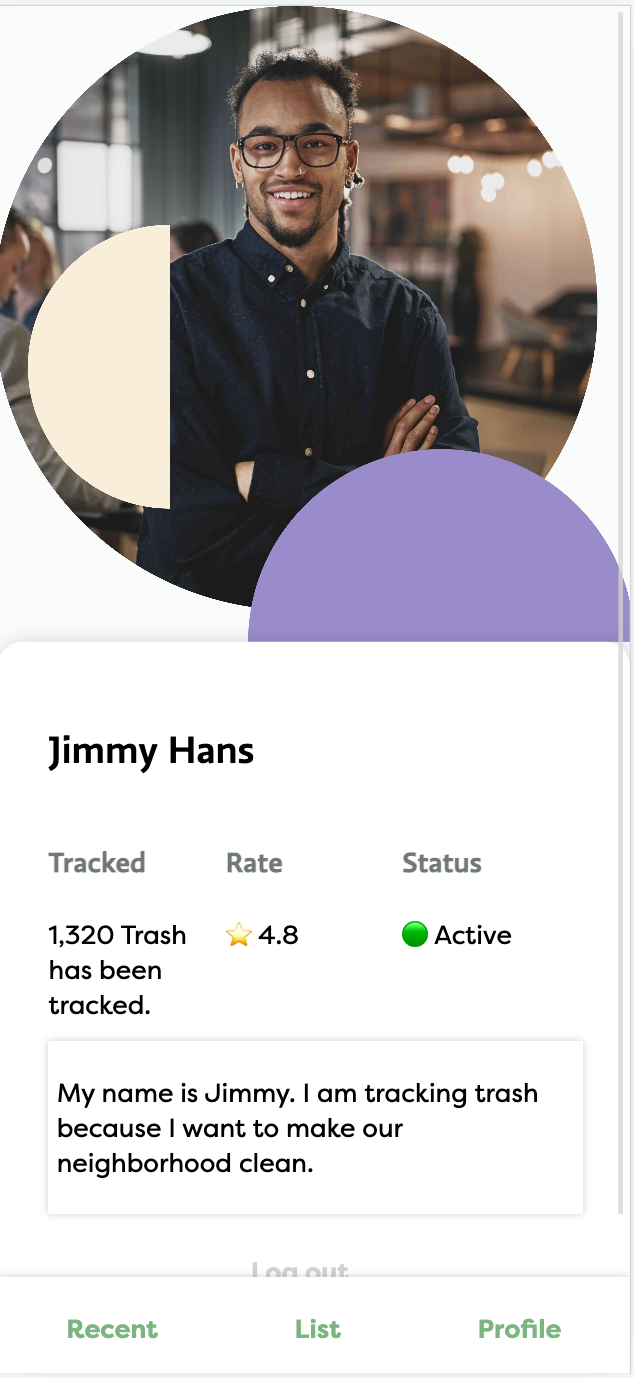 Jimmy Hans
Tracked
Rate
Status
1,320 Trash
has been
tracked.
⭐ 4.8
🟢 Active
My name is Jimmy. I am tracking trash
because I want to make our
neighborhood clean.
Log out
Recent
List
Profile